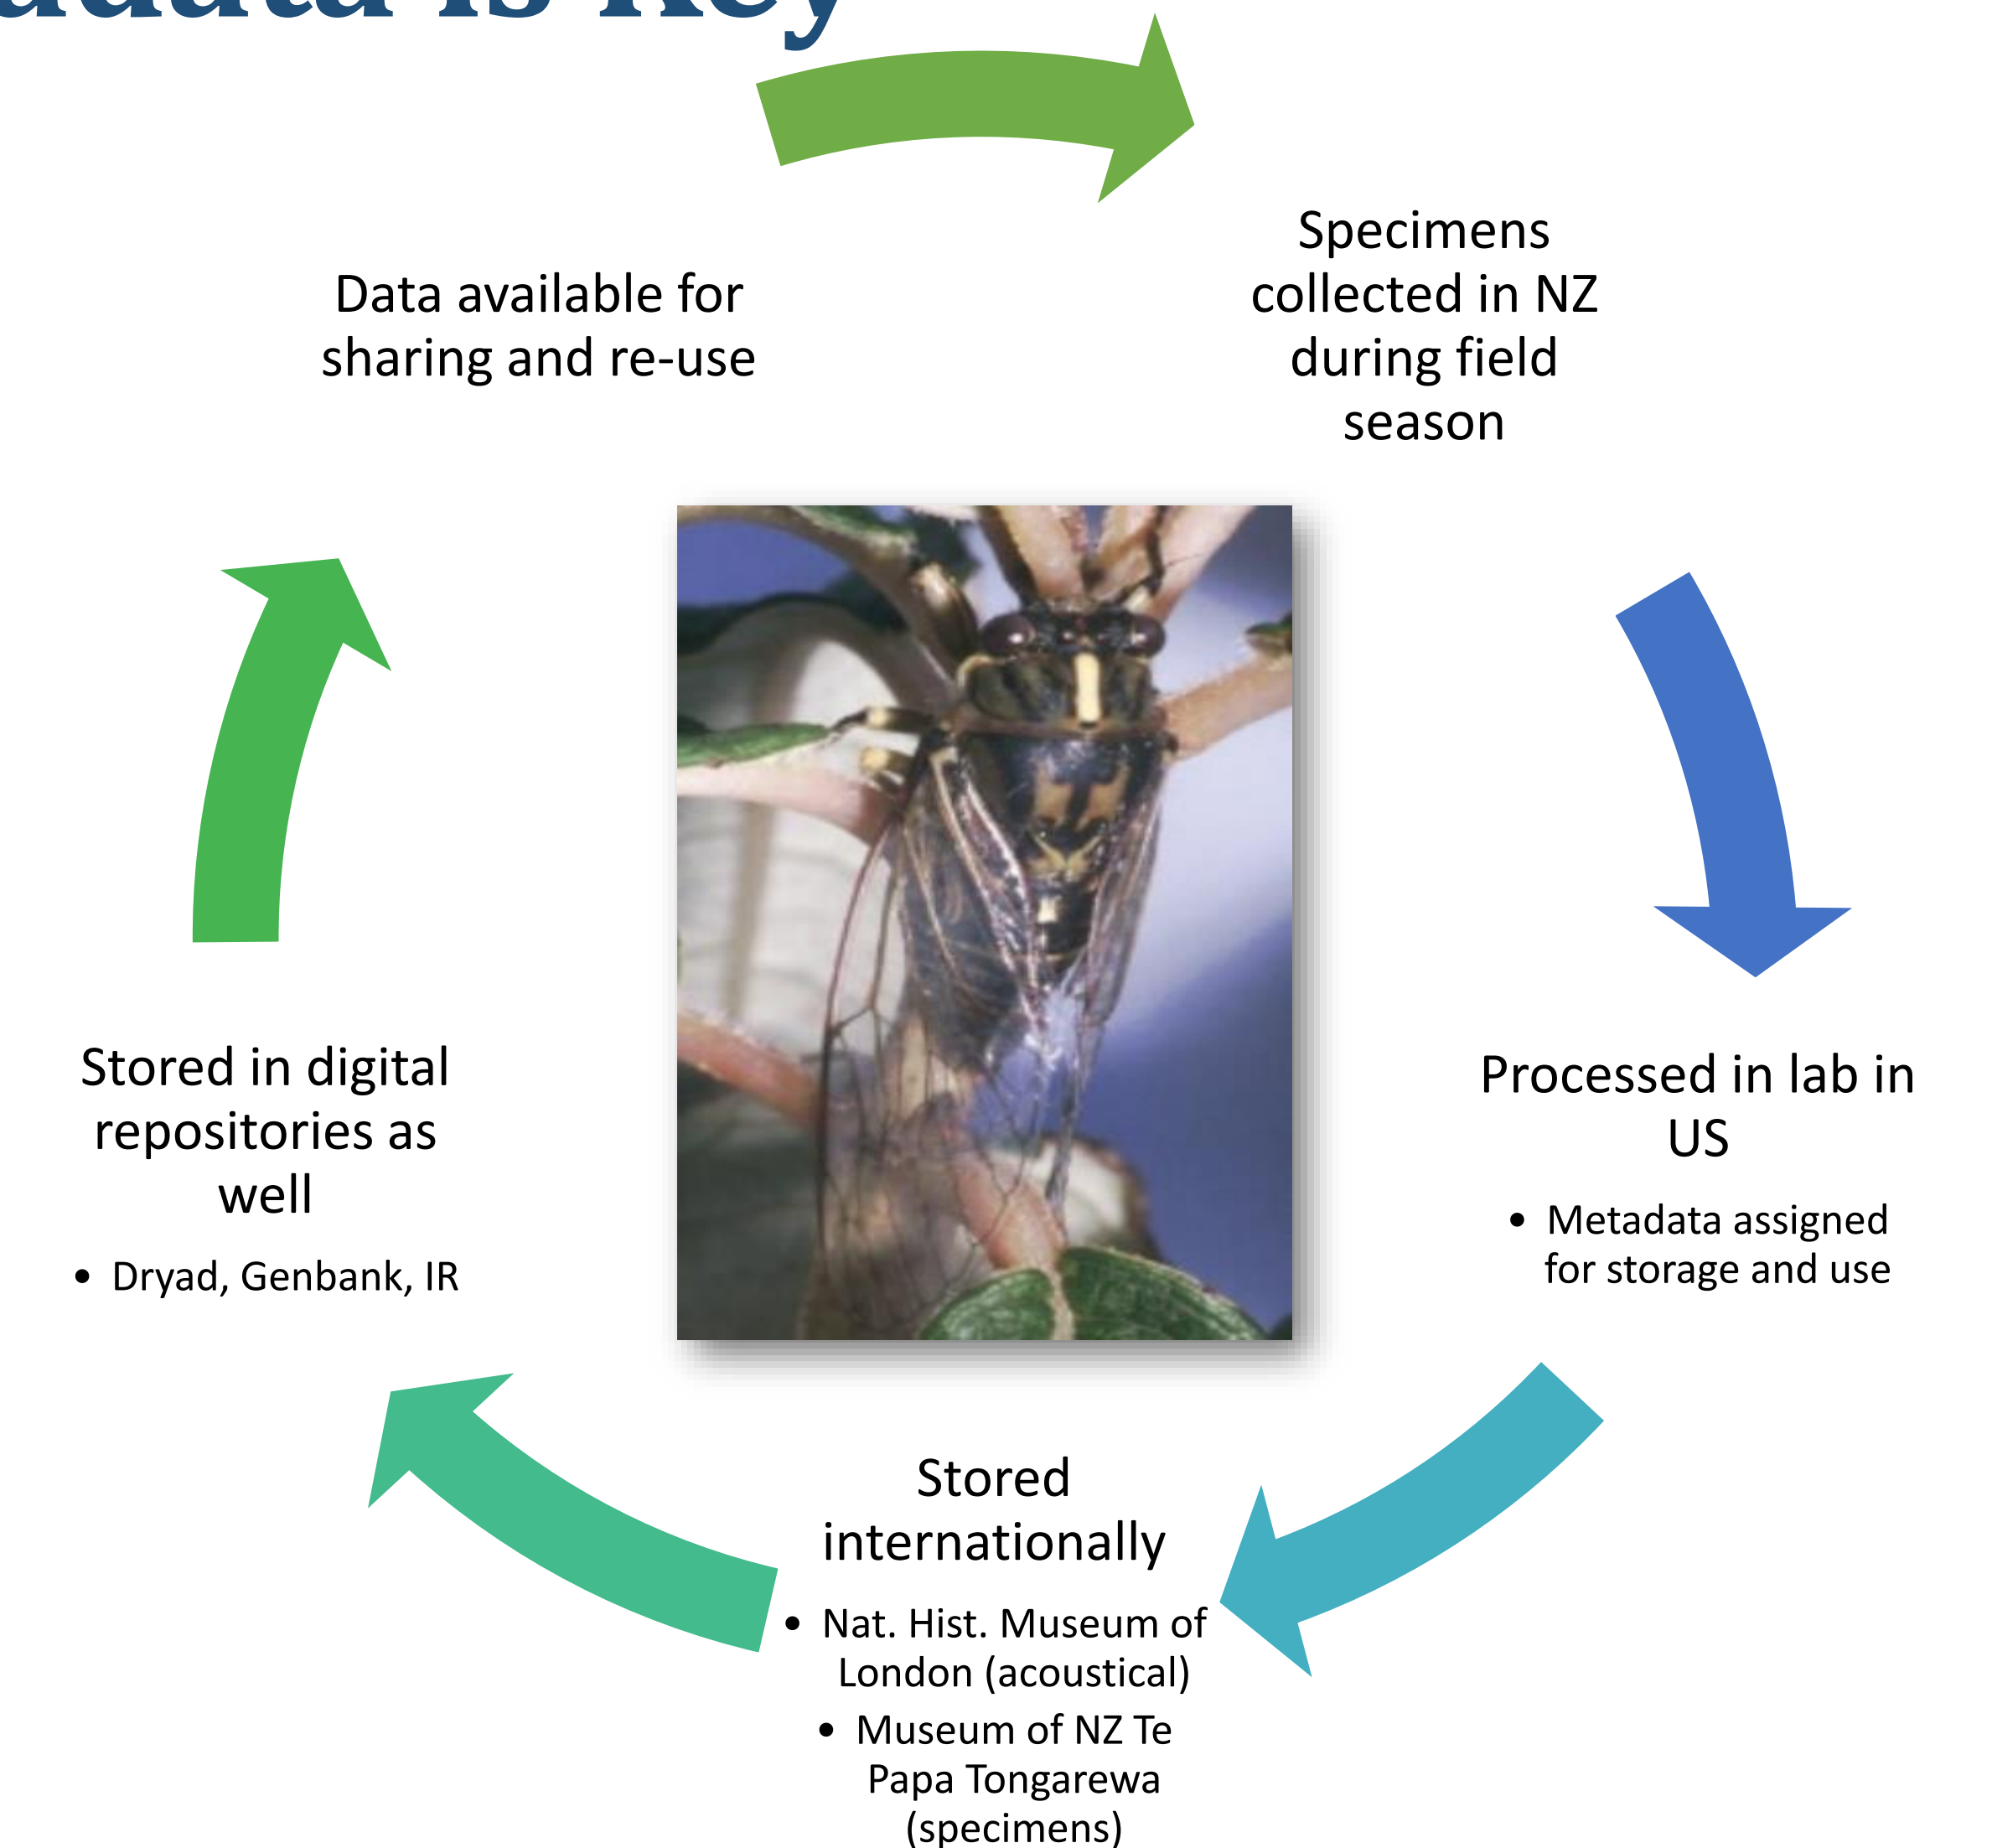 is key
Specimens
collected in NZ
during field
season
Processed in lab in
US
• Metadata assigned
for storage and use
Stored
internationally
• Nat. Hist. Museum of
London (acoustical)
• Museum of NZ Te
Papa Tongarewa
(specimens)
Stored in digital
repositories as
well
• Dryad, Genbank, IR
Data available for
sharing and re-use